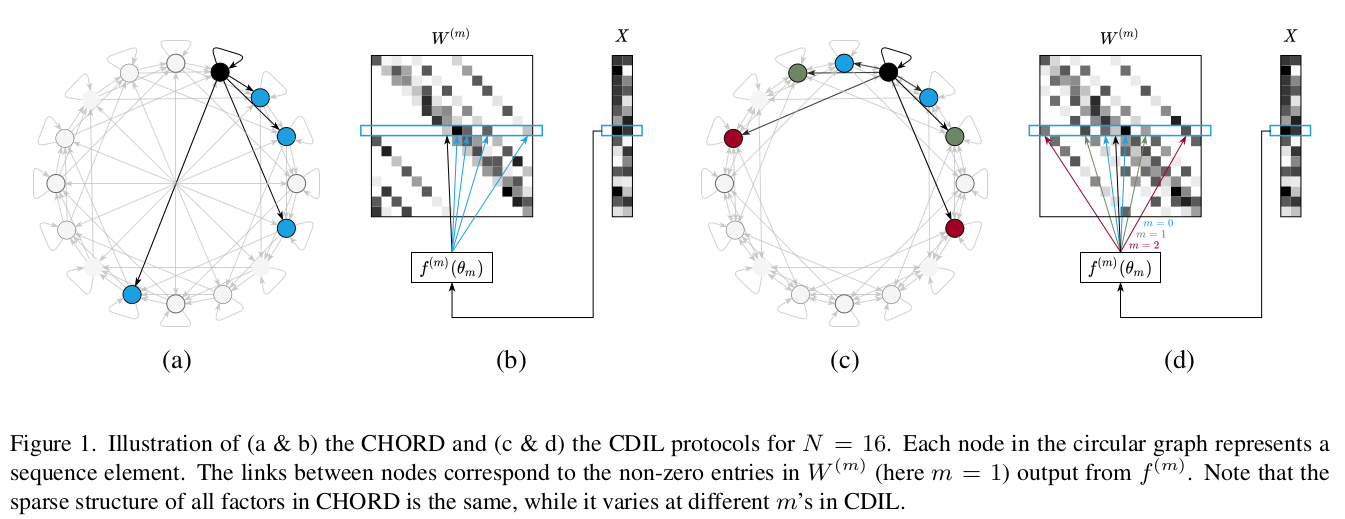 W^{(m)} X W^{(m)} X
m = 0
m = 1
m = 2
f^{(m)}(θ_m) f^{(m)}(θ_m)
(a) (b) (c) (d)
Figure 1. Illustration of (a & b) the CHORD and (c & d) the CDIL protocols for N = 16. Each node in the circular graph represents a
sequence element. The links between nodes correspond to the non-zero entries in W^{(m)} (here m = 1) output from f^{(m)}. Note that the
sparse structure of all factors in CHORD is the same, while it varies at different m's in CDIL.